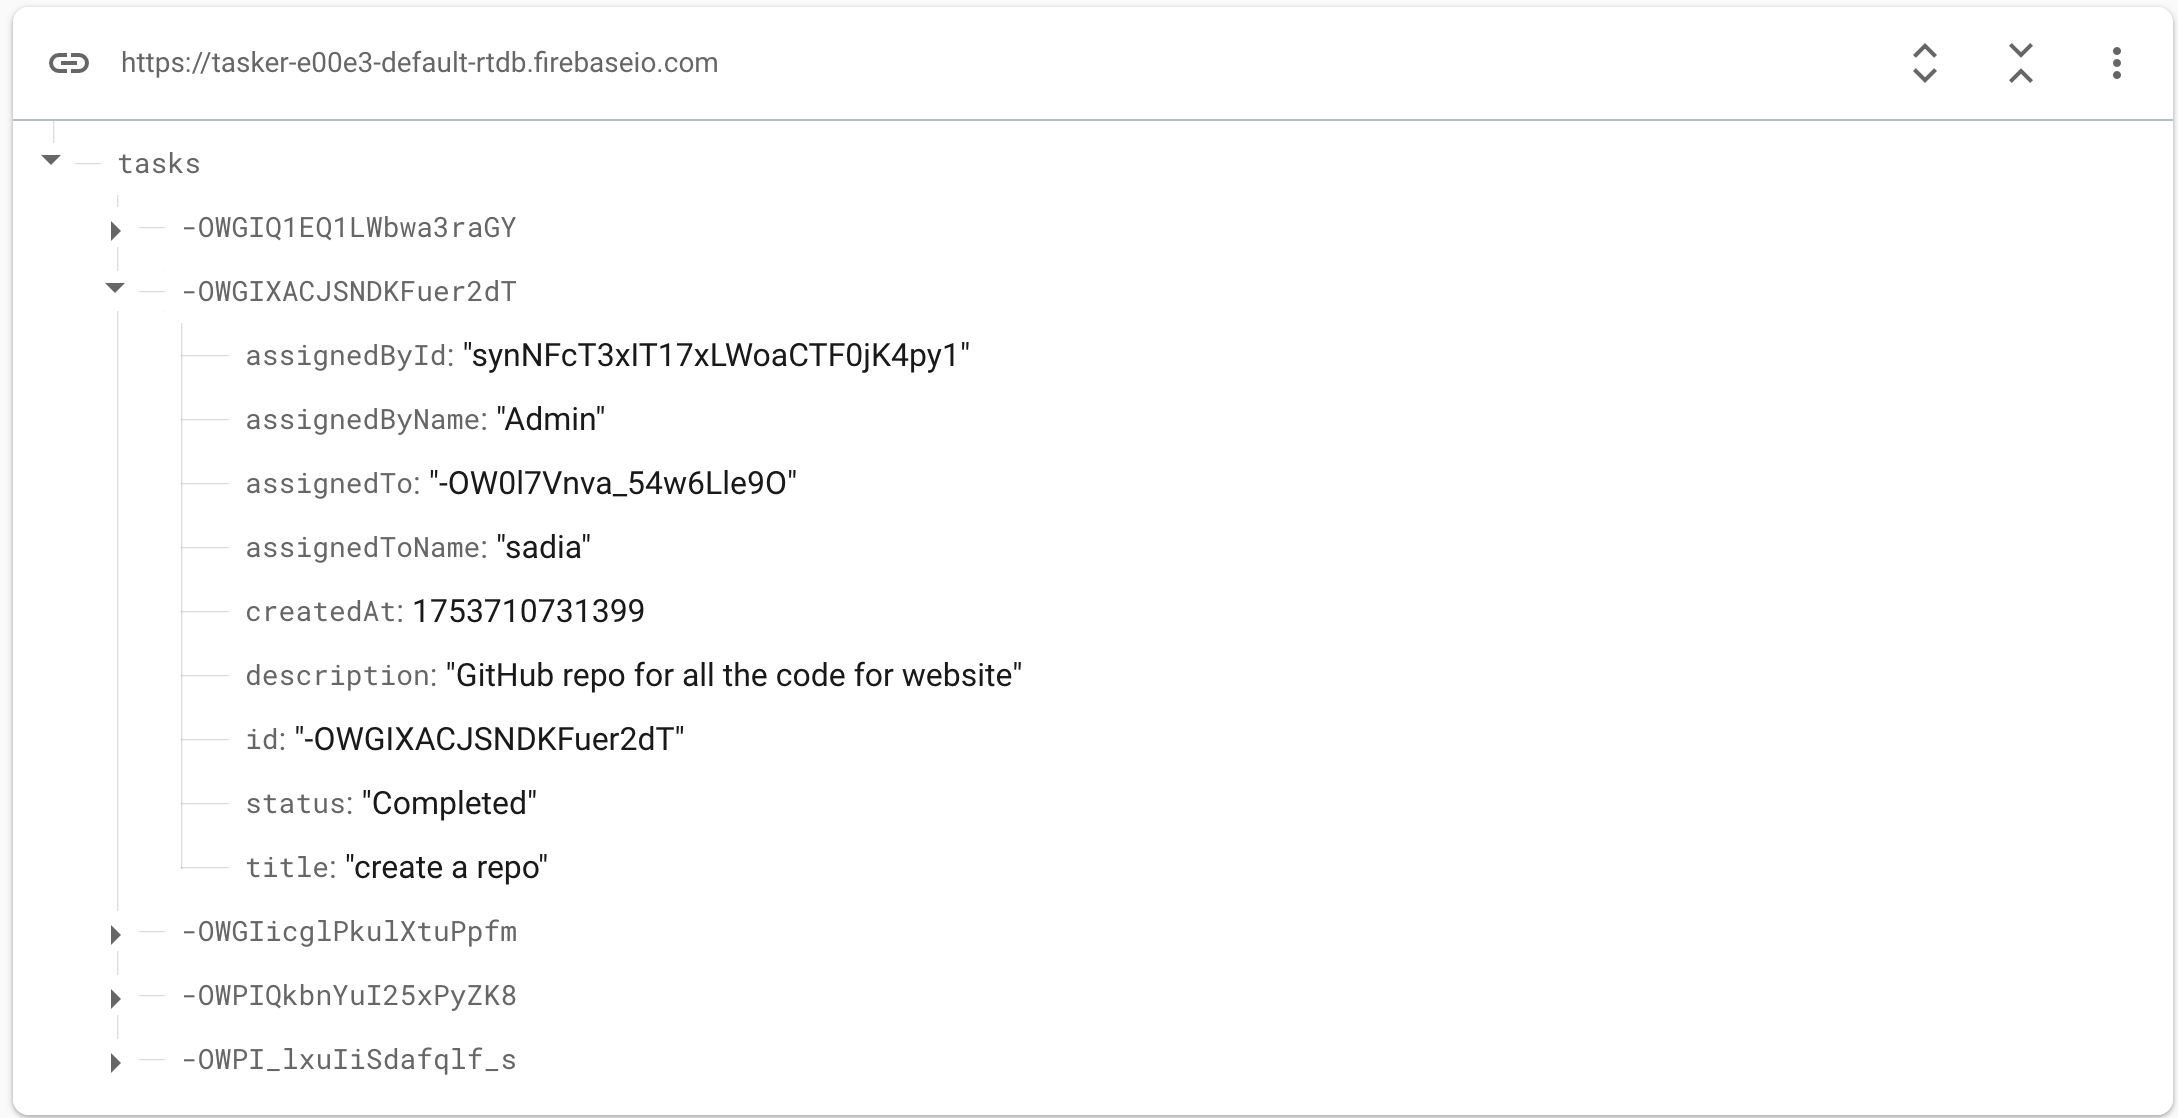 https://tasker-e00e3-default-rtdb.firebaseio.com
tasks
-OWGIQ1EQ1LWbwa3raGY
-OWGIXACJSNDKFuer2dT
assignedById: "synNFcT3xIT17xLWoaCTF0jK4py1"
assignedByName: "Admin"
assignedTo: "-OW0l7Vnva_54w6Lle9O"
assignedToName: "sadia"
createdAt: 1753710731399
description: "GitHub repo for all the code for website"
id: "-OWGIXACJSNDKFuer2dT"
status: "Completed"
title: "create a repo"
-OWGIicglPkulXtuPpfm
-OWPIQkbnYuI25xPyZK8
-OWPI_lxuIiSdafqlf_s